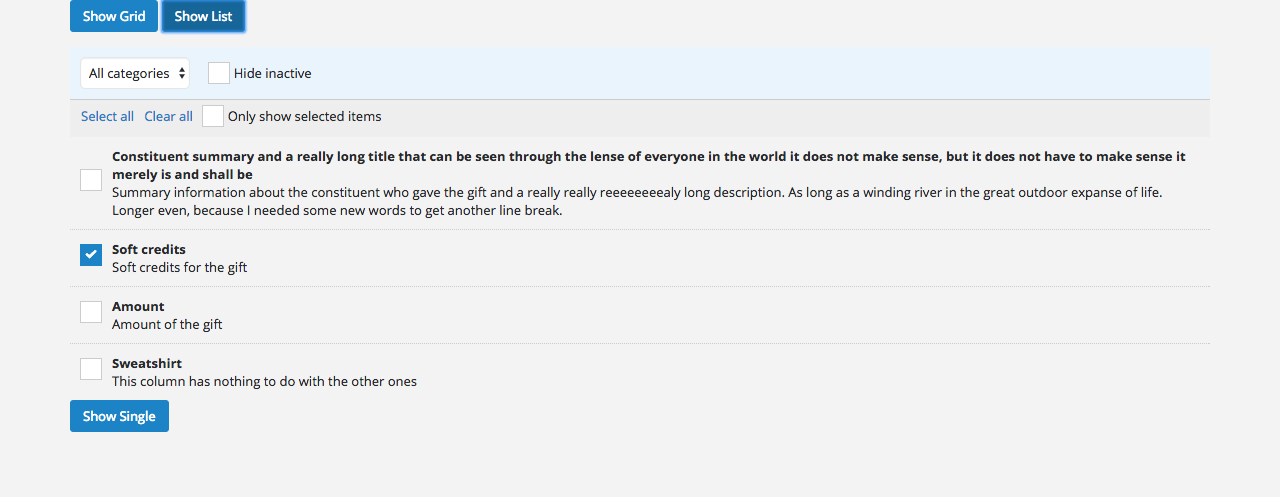 Show Grid Show List
All categories Hide inactive
Select all Clear all Only show selected items
Constituent summary and a really long title that can be seen through the lense of everyone in the world it does not make sense, but it does not have to make sense it
merely is and shall be
Summary information about the constituent who gave the gift and a really really reeeeeeeealy long description. As long as a winding river in the great outdoor expanse of life.
Longer even, because I needed some new words to get another line break.
Soft credits
Soft credits for the gift
Amount
Amount of the gift
Sweatshirt
This column has nothing to do with the other ones
Show Single